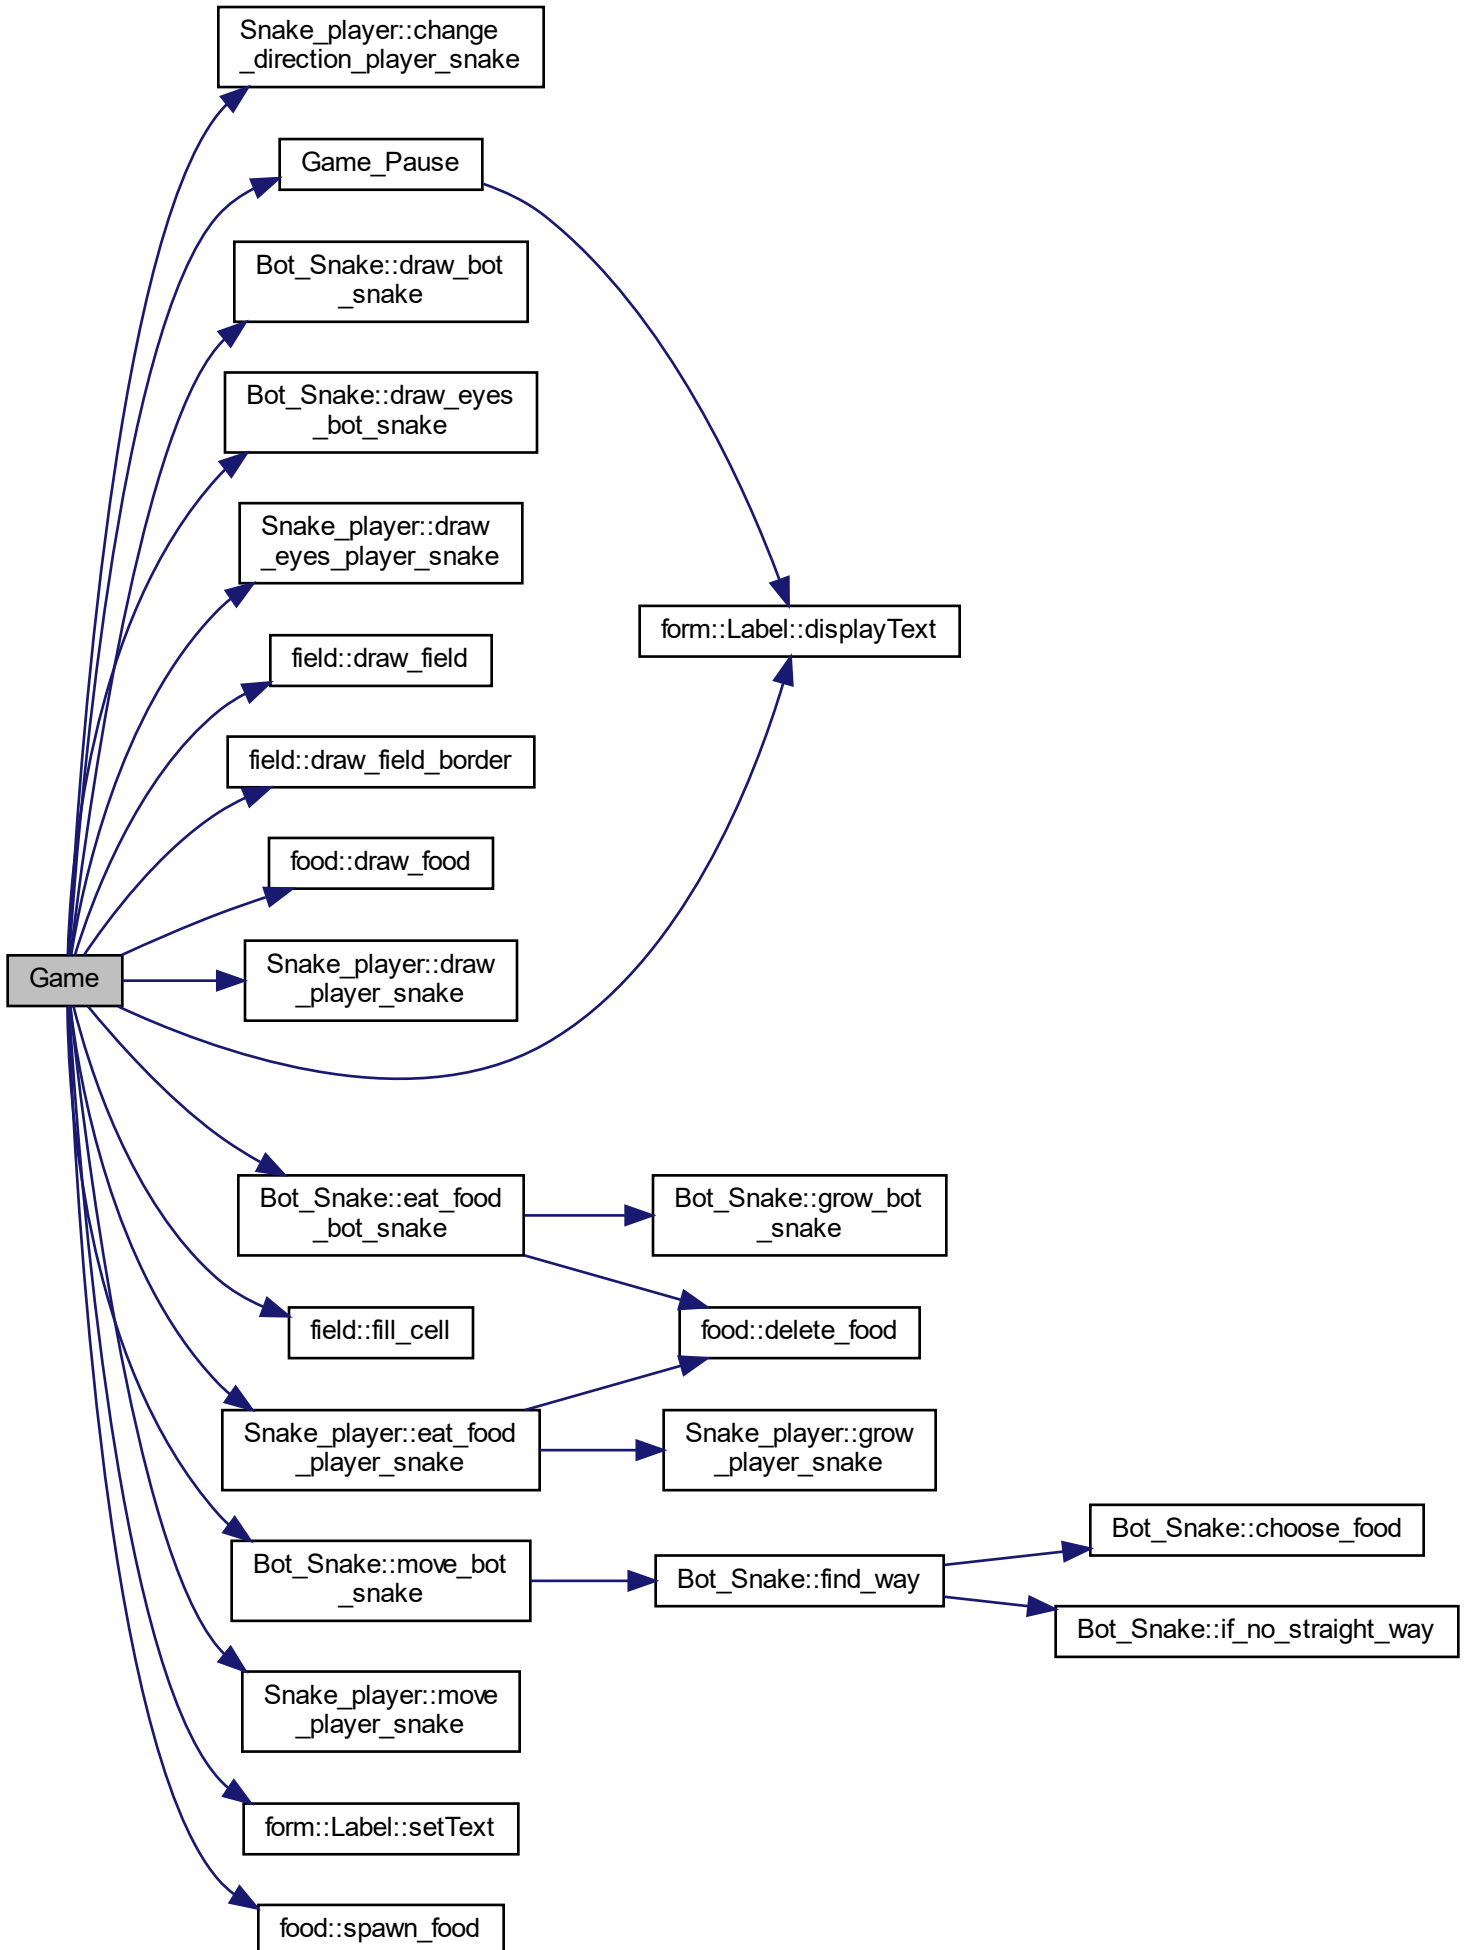 Snake_player::change
_direction_player_snake
Game_Pause
Bot_Snake::draw_bot
_snake
Bot_Snake::draw_eyes
_bot_snake
Snake_player::draw
_eyes_player_snake
form::Label::displayText
field::draw_field
field::draw_field_border
food::draw_food
Game
Snake_player::draw
_player_snake
Bot_Snake::eat_food
_bot_snake
Bot_Snake::grow_bot
_snake
field::fill_cell
food::delete_food
Snake_player::eat_food
_player_snake
Snake_player::grow
_player_snake
Bot_Snake::move_bot
_snake
Bot_Snake::find_way
Bot_Snake::choose_food
Bot_Snake::if_no_straight_way
Snake_player::move
_player_snake
form::Label::setText
food::spawn_food